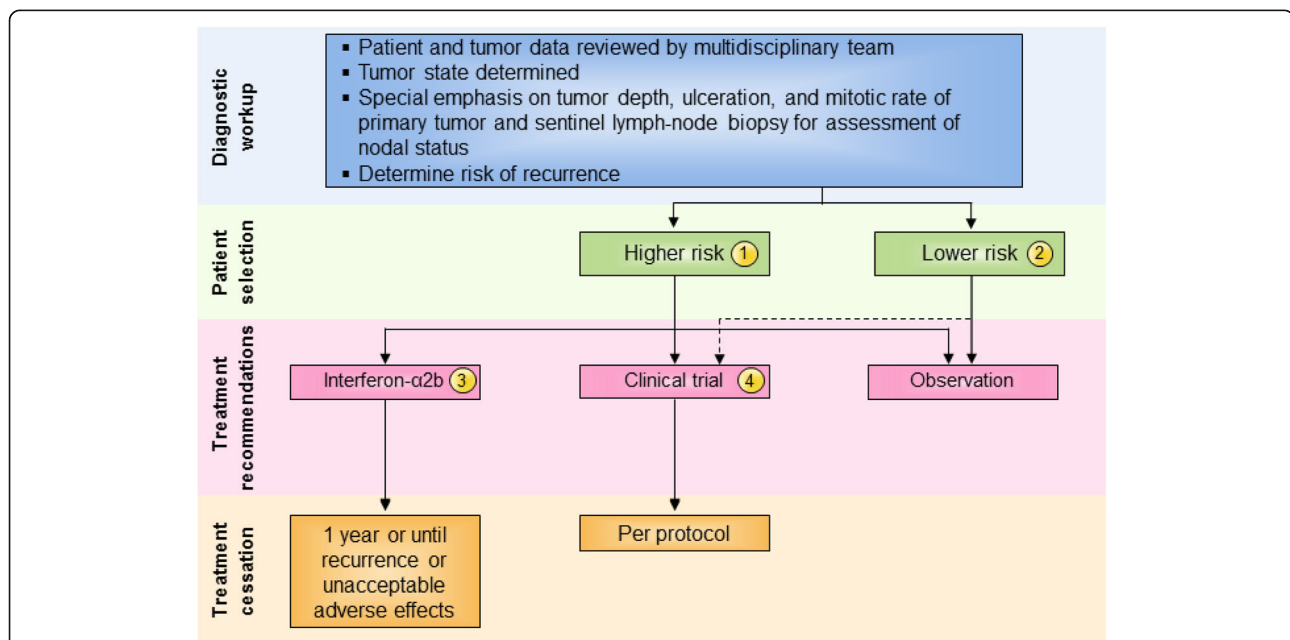 Diagnostic
workup
▪ Patient and tumor data reviewed by multidisciplinary team
▪ Tumor state determined
▪ Special emphasis on tumor depth, ulceration, and mitotic rate of
primary tumor and sentinel lymph-node biopsy for assessment of
nodal status
▪ Determine risk of recurrence
Patient
selection
Higher risk 1
Lower risk 2
Treatment
recommendations
Interferon-α2b 3
Clinical trial 4
Observation
Treatment
cessation
1 year or until
recurrence or
unacceptable
adverse effects
Per protocol